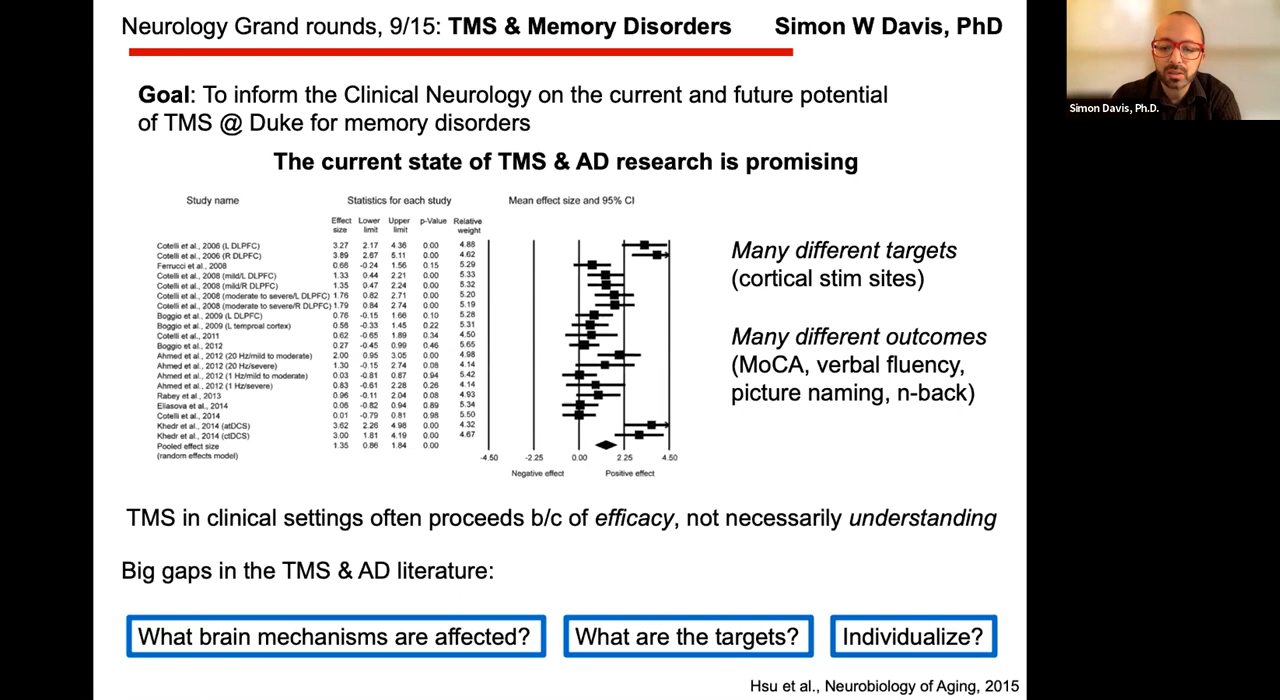 Neurology Grand rounds, 9/15: TMS & Memory Disorders Simon W Davis, PhD
Simon Davis, Ph.D.
Goal: To inform the Clinical Neurology on the current and future potential
of TMS @ Duke for memory disorders
The current state of TMS & AD research is promising
Study name Statistics for each study Mean effect size and 95% CI
Effect size Lower limit Upper limit p-Value Relative weight
Cotelli et al., 2006 (L DLPFC) 3.27 2.17 4.36 0.00 4.88
Cotelli et al., 2006 (R DLPFC) 3.89 2.67 5.11 0.00 4.62
Ferrucci et al., 2008 0.66 -0.24 1.56 0.15 5.29
Cotelli et al., 2008 (mild/L DLPFC) 1.33 0.44 2.21 0.00 5.33
Cotelli et al., 2008 (mild/R DLPFC) 1.35 0.47 2.24 0.00 5.32
Cotelli et al., 2008 (moderate to severe/L DLPFC) 1.76 0.82 2.71 0.00 5.20
Cotelli et al., 2008 (moderate to severe/R DLPFC) 1.79 0.84 2.74 0.00 5.19
Boggio et al., 2009 (L DLPFC) 0.76 -0.15 1.66 0.10 5.28
Boggio et al., 2009 (L temproal cortex) 0.56 -0.33 1.45 0.22 5.31
Cotelli et al., 2011 0.62 -0.65 1.89 0.34 4.50
Boggio et al., 2012 0.27 -0.45 0.99 0.46 5.65
Ahmed et al., 2012 (20 Hz/mild to moderate) 2.00 0.95 3.05 0.00 4.98
Ahmed et al., 2012 (20 Hz/severe) 1.30 -0.15 2.74 0.08 4.14
Ahmed et al., 2012 (1 Hz/mild to moderate) 0.03 -0.81 0.87 0.94 5.42
Ahmed et al., 2012 (1 Hz/severe) 0.83 -0.61 2.28 0.26 4.14
Rabey et al., 2013 0.96 -0.11 2.04 0.08 4.93
Eliasova et al., 2014 0.06 -0.82 0.94 0.89 5.34
Cotelli et al., 2014 0.01 -0.79 0.81 0.98 5.50
Khedr et al., 2014 (atDCS) 3.62 2.26 4.98 0.00 4.32
Khedr et al., 2014 (ctDCS) 3.00 1.81 4.19 0.00 4.67
Pooled effect size 1.35 0.86 1.84 0.00
(random effects model)
-4.50 -2.25 0.00 2.25 4.50
Negative effect Positive effect
Many different targets
(cortical stim sites)
Many different outcomes
(MoCA, verbal fluency,
picture naming, n-back)
TMS in clinical settings often proceeds b/c of efficacy, not necessarily understanding
Big gaps in the TMS & AD literature:
What brain mechanisms are affected? What are the targets? Individualize?
Hsu et al., Neurobiology of Aging, 2015